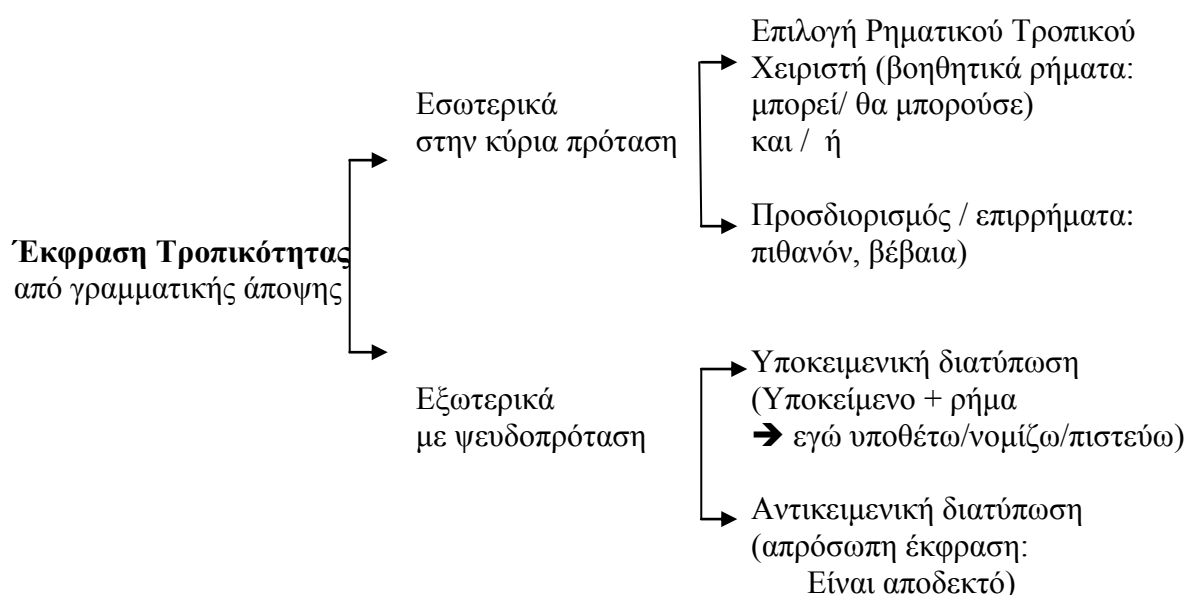 Έκφραση Τροπικότητας
από γραμματικής άποψης
Εσωτερικά
στην κύρια πρόταση
Επιλογή Ρηματικού Τροπικού
Χειριστή (βοηθητικά ρήματα:
μπορεί/ θα μπορούσε)
και / ή
Προσδιορισμός / επιρρήματα:
πιθανόν, βέβαια)
Εξωτερικά
με ψευδοπρόταση
Υποκειμενική διατύπωση
(Υποκείμενο + ρήμα
➔ εγώ υποθέτω/νομίζω/πιστεύω)
Αντικειμενική διατύπωση
(απρόσωπη έκφραση:
Είναι αποδεκτό)